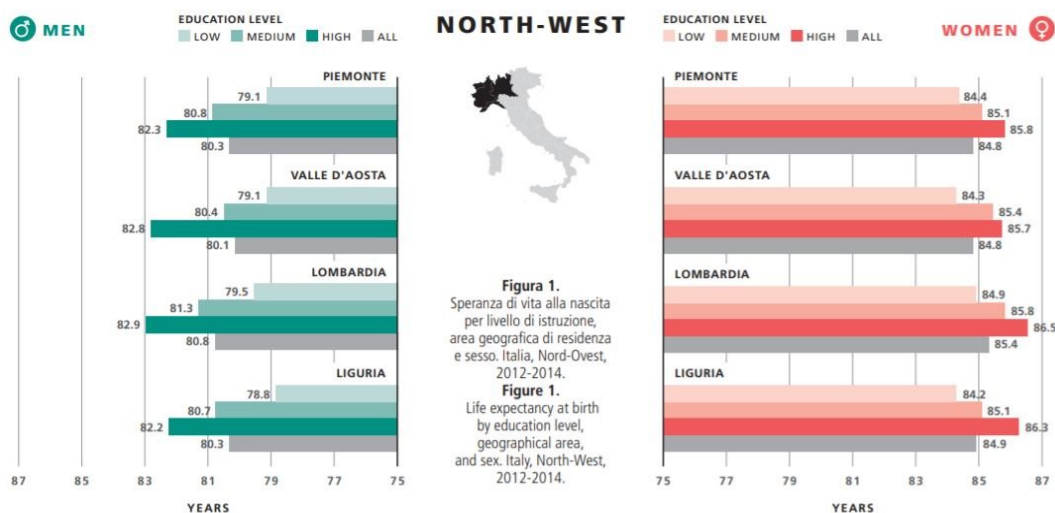 MEN
EDUCATION LEVEL
LOW MEDIUM HIGH ALL
NORTH-WEST
EDUCATION LEVEL
LOW MEDIUM HIGH ALL
WOMEN
PIEMONTE
79.1
80.8
82.3
80.3
VALLE D'AOSTA
79.1
80.4
82.8
80.1
LOMBARDIA
79.5
81.3
82.9
80.8
LIGURIA
78.8
80.7
82.2
80.3
87 85 83 81 79 77 75
YEARS
Figura 1.
Speranza di vita alla nascita
per livello di istruzione,
area geografica di residenza
e sesso. Italia, Nord-Ovest,
2012-2014.
Figure 1.
Life expectancy at birth
by education level,
geographical area,
and sex. Italy, North-West,
2012-2014.
PIEMONTE
84.4
85.1
85.8
84.8
VALLE D'AOSTA
84.3
85.4
85.7
84.8
LOMBARDIA
84.9
85.8
86.5
85.4
LIGURIA
84.2
85.1
86.3
84.9
75 77 79 81 83 85 87
YEARS